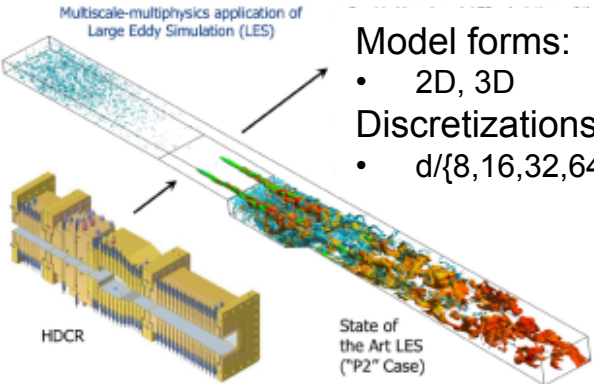 Multiscale-multiphysics application of
Large Eddy Simulation (LES)
Model forms:
• 2D, 3D
Discretizations
• d/{8,16,32,64
HDCR
State of
the Art LES
("P2" Case)